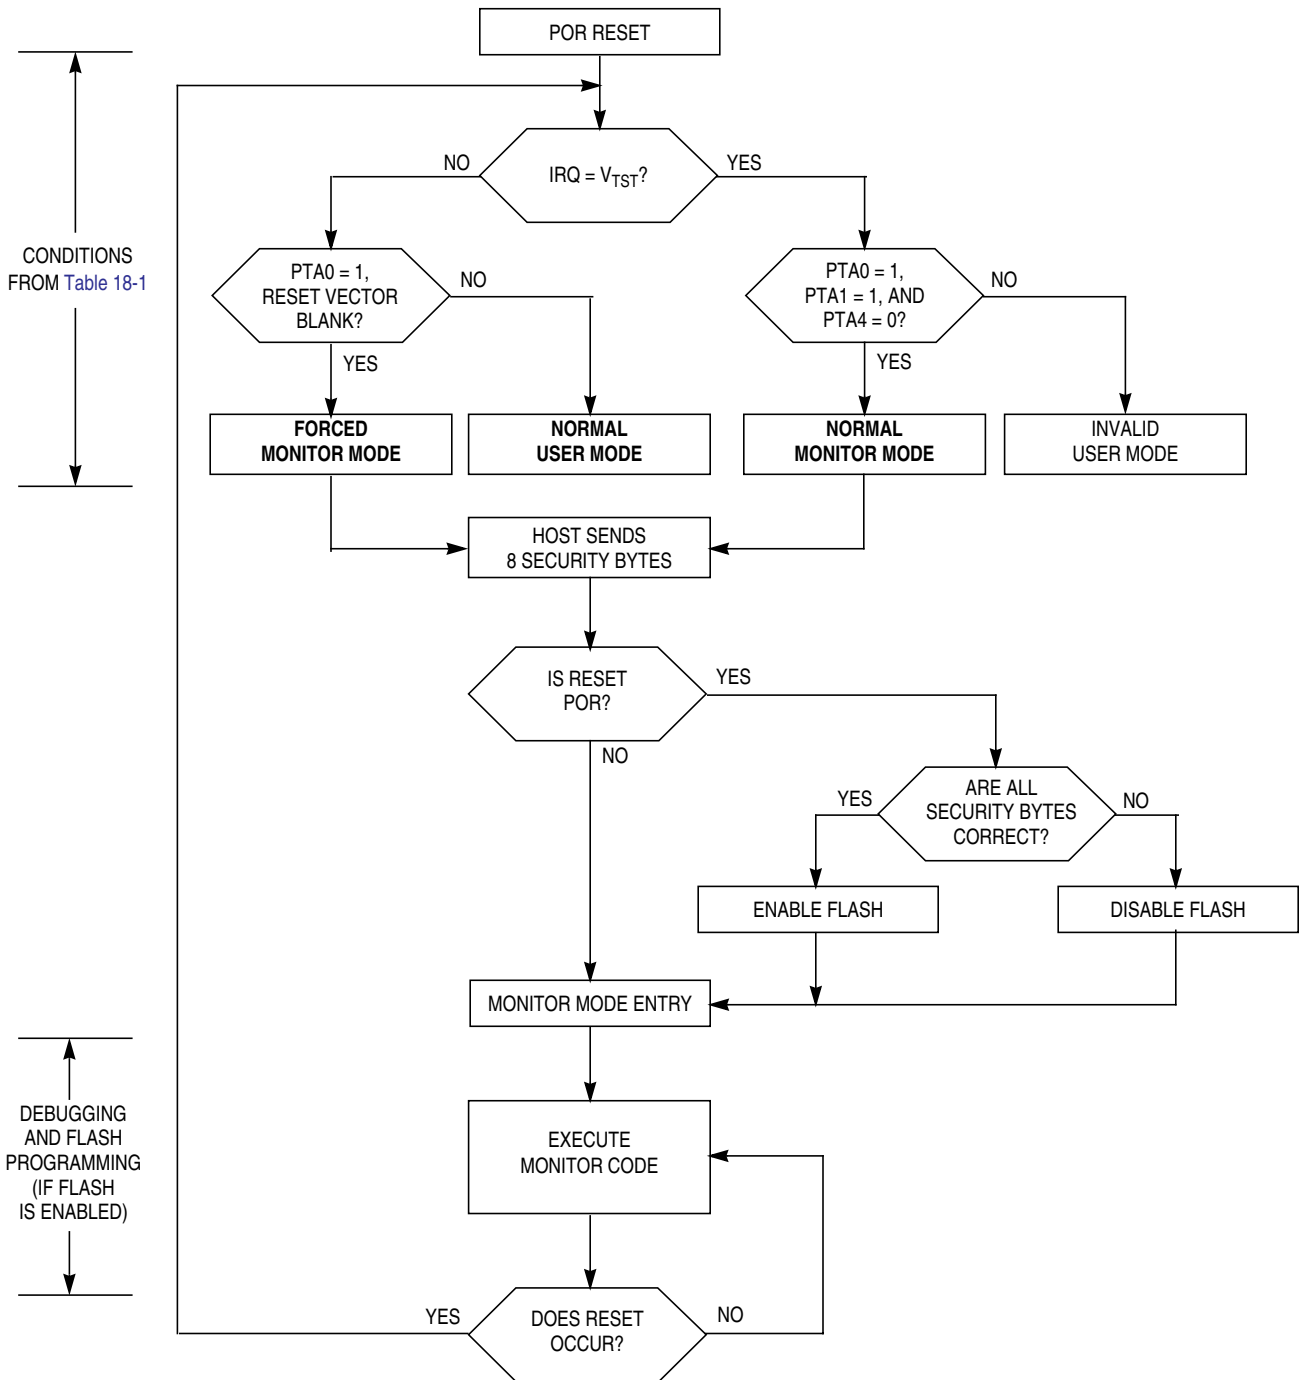 POR RESET
NO
IRQ = VTST?
YES
CONDITIONS
FROM Table 18-1
PTA0 = 1,
RESET VECTOR
BLANK?
NO
YES
PTA0 = 1,
PTA1 = 1, AND
PTA4 = 0?
NO
YES
FORCED
MONITOR MODE
NORMAL
USER MODE
NORMAL
MONITOR MODE
INVALID
USER MODE
HOST SENDS
8 SECURITY BYTES
IS RESET
POR?
YES
NO
YES
ARE ALL
SECURITY BYTES
CORRECT?
NO
ENABLE FLASH
DISABLE FLASH
MONITOR MODE ENTRY
DEBUGGING
AND FLASH
PROGRAMMING
(IF FLASH
IS ENABLED)
EXECUTE
MONITOR CODE
YES
DOES RESET
OCCUR?
NO